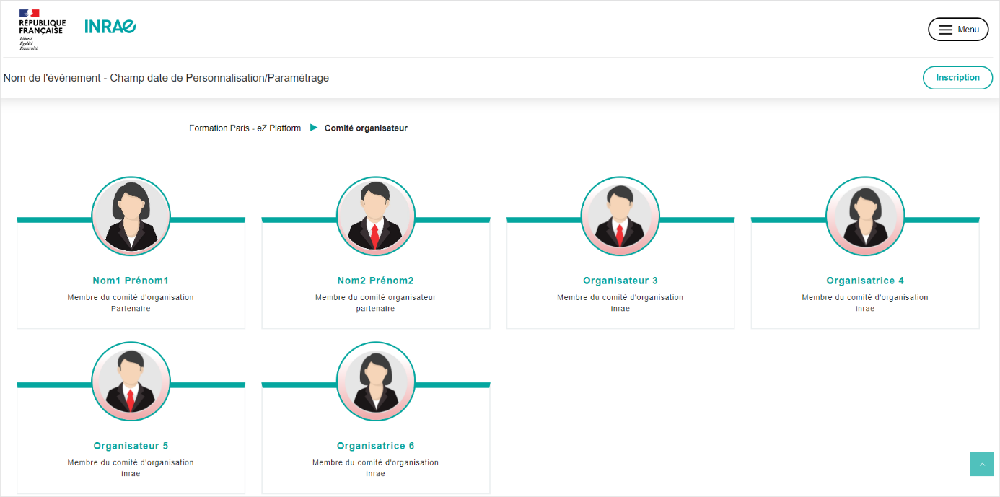 RÉPUBLIQUE
FRANÇAISE
Liberté
Égalité
Fraternité
INRAE
Menu
Nom de l'événement - Champ date de Personnalisation/Paramétrage
Inscription
Formation Paris - eZ Platform ▶ Comité organisateur
Nom1 Prénom1
Membre du comité d'organisation
Partenaire
Nom2 Prénom2
Membre du comité organisateur
partenaire
Organisateur 3
Membre du comité d'organisation
inrae
Organisatrice 4
Membre du comité d'organisation
inrae
Organisateur 5
Membre du comité d'organisation
inrae
Organisatrice 6
Membre du comité d'organisation
inrae